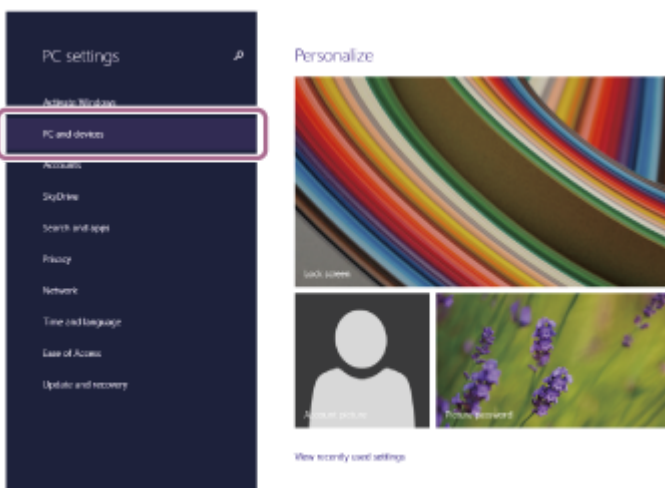 PC settings
Activate Windows
PC and devices
Accounts
SkyDrive
Search and apps
Privacy
Network
Time and language
Ease of Access
Update and recovery
Personalize
Lock screen
Account picture
Picture password
View recently used settings